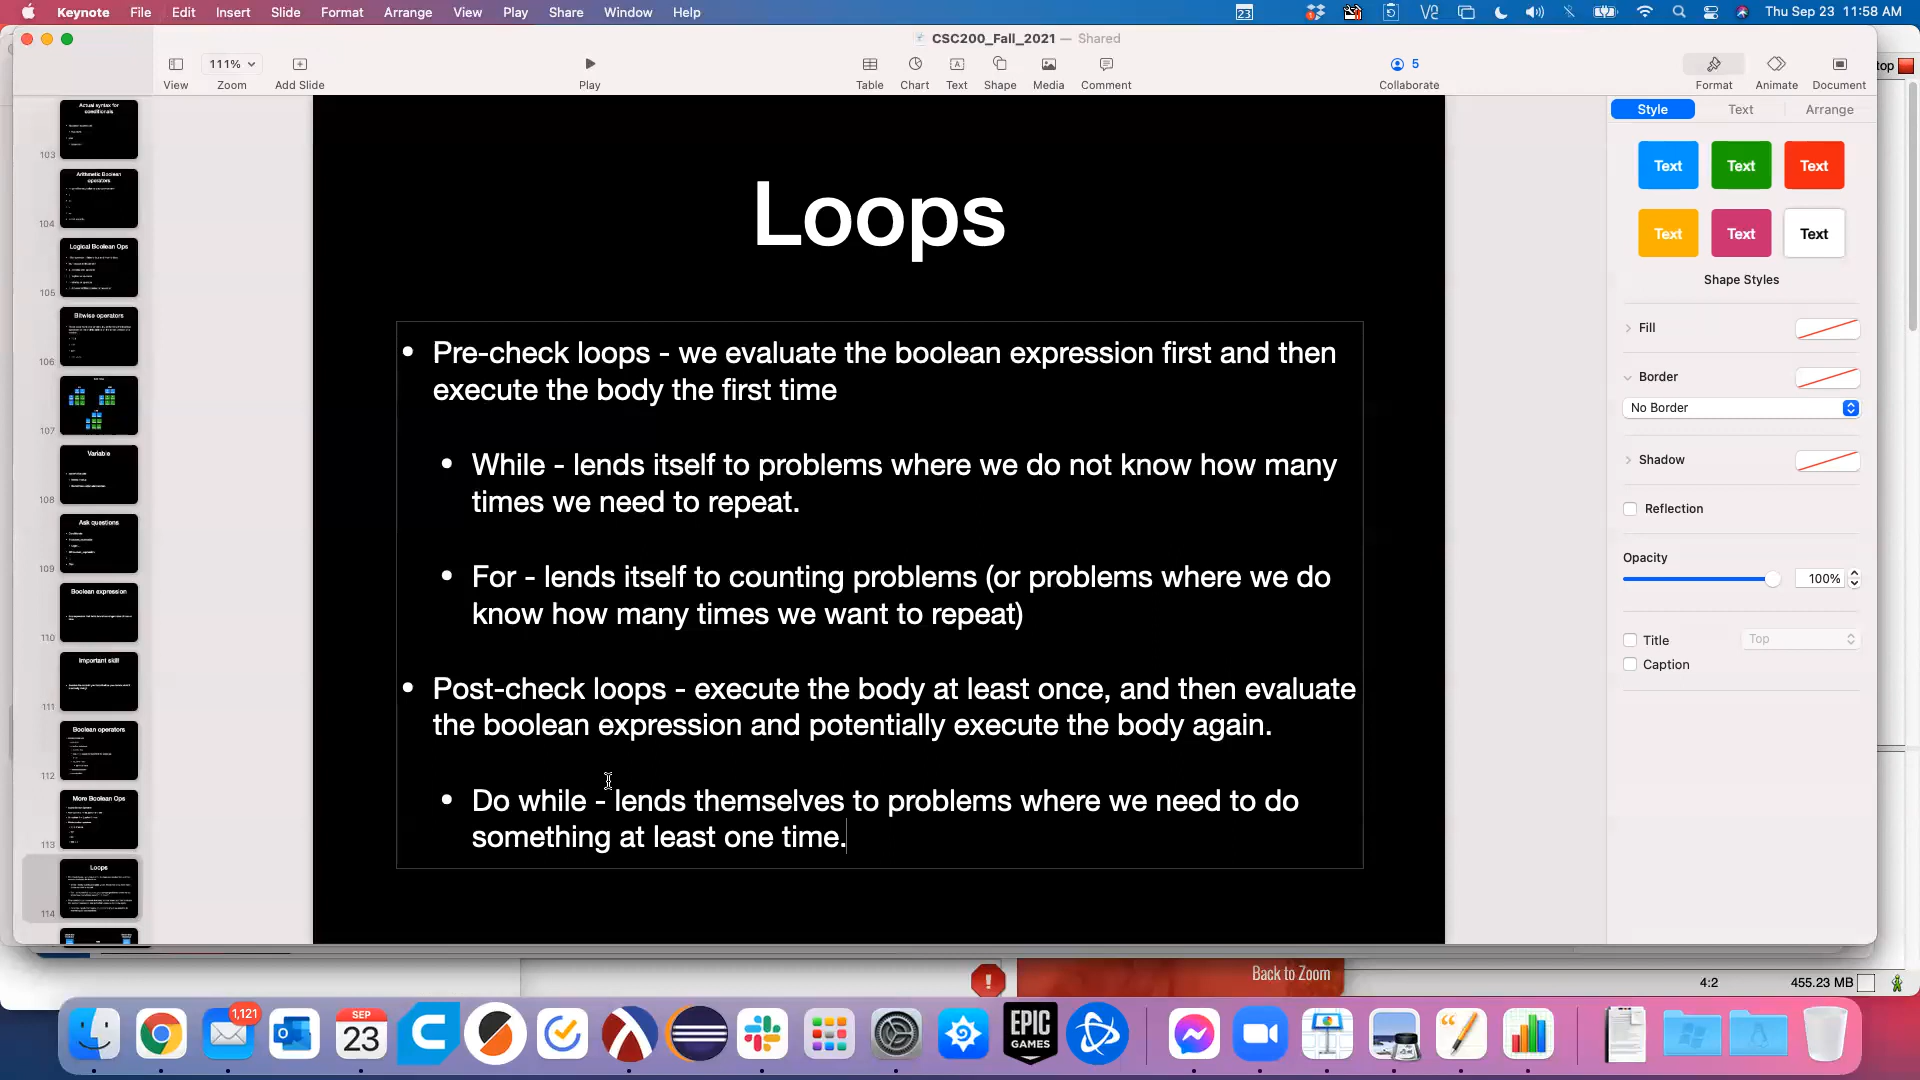 Keynote File Edit Insert Slide Format Arrange View Play Share Window Help
23 Thu Sep 23 11:58 AM
CSC200_Fall_2021 — Shared
top
111%
5
View Zoom Add Slide Play Table Chart Text Shape Media Comment Collaborate Format Animate Document
Style Text Arrange
Text Text Text
Text Text Text
Shape Styles
Fill
Border
No Border
Shadow
Reflection
Opacity
100%
Title Top
Caption
Actual syntax for
conditionals
103
Arithmetic Boolean
operators
104
Logical Boolean Ops
105
Bitwise operators
106
107
Variable
108
Ask questions
109
Boolean expression
110
Important skill
111
Boolean operators
112
More Boolean Ops
113
Loops
114
Loops
• Pre-check loops - we evaluate the boolean expression first and then
execute the body the first time
• While - lends itself to problems where we do not know how many
times we need to repeat.
• For - lends itself to counting problems (or problems where we do
know how many times we want to repeat)
• Post-check loops - execute the body at least once, and then evaluate
the boolean expression and potentially execute the body again.
• Do while - lends themselves to problems where we need to do
something at least one time.
Back to Zoom
4:2 455.23 MB
1,121
SEP
23
EPIC
GAMES